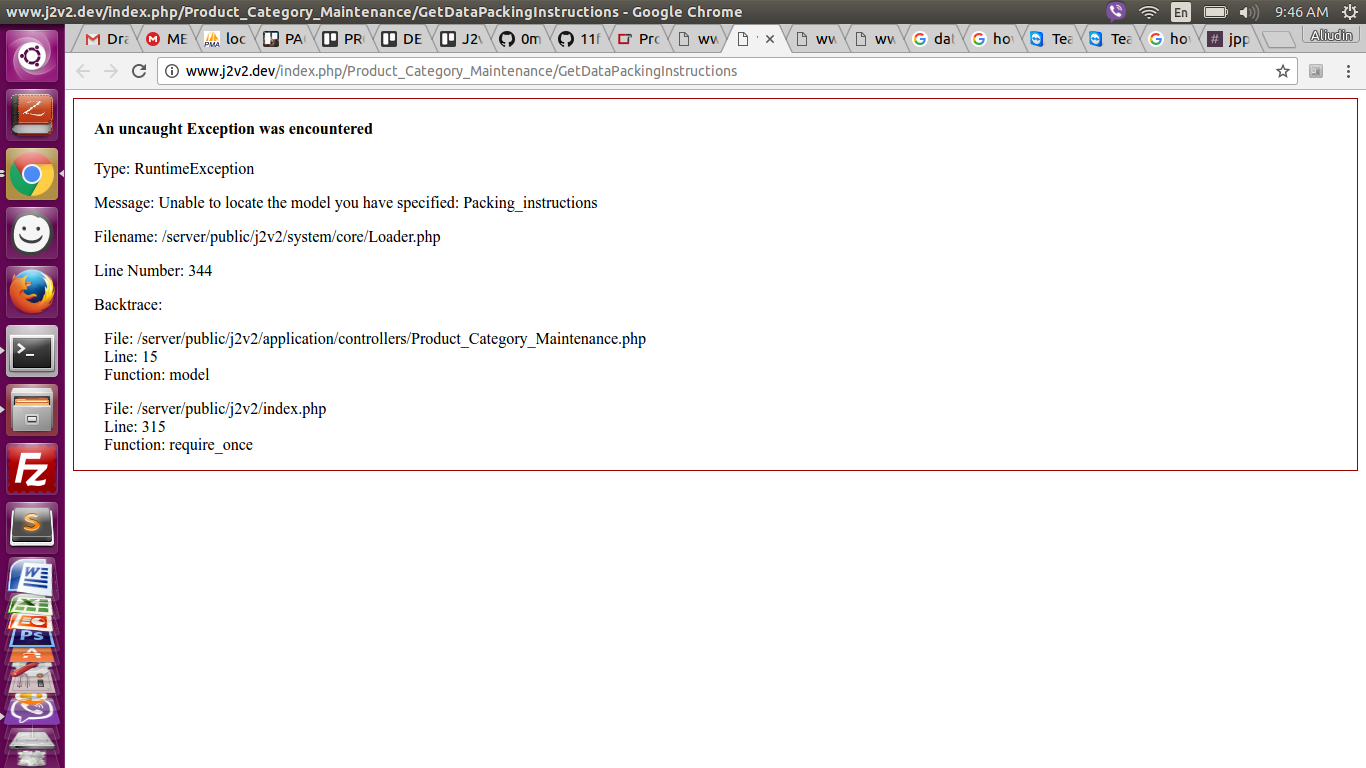 www.j2v2.dev/index.php/Product_Category_Maintenance/GetDataPackingInstructions - Google Chrome
En
9:46 AM
Dra
ME
loc
PA
PR
DE
J2v
0m
11f
Pro
ww
ww
ww
dat
ho
Tea
Tea
ho
jpp
Aliudin
www.j2v2.dev/index.php/Product_Category_Maintenance/GetDataPackingInstructions
An uncaught Exception was encountered
Type: RuntimeException
Message: Unable to locate the model you have specified: Packing_instructions
Filename: /server/public/j2v2/system/core/Loader.php
Line Number: 344
Backtrace:
File: /server/public/j2v2/application/controllers/Product_Category_Maintenance.php
Line: 15
Function: model
File: /server/public/j2v2/index.php
Line: 315
Function: require_once
Fz
S
W
Ps